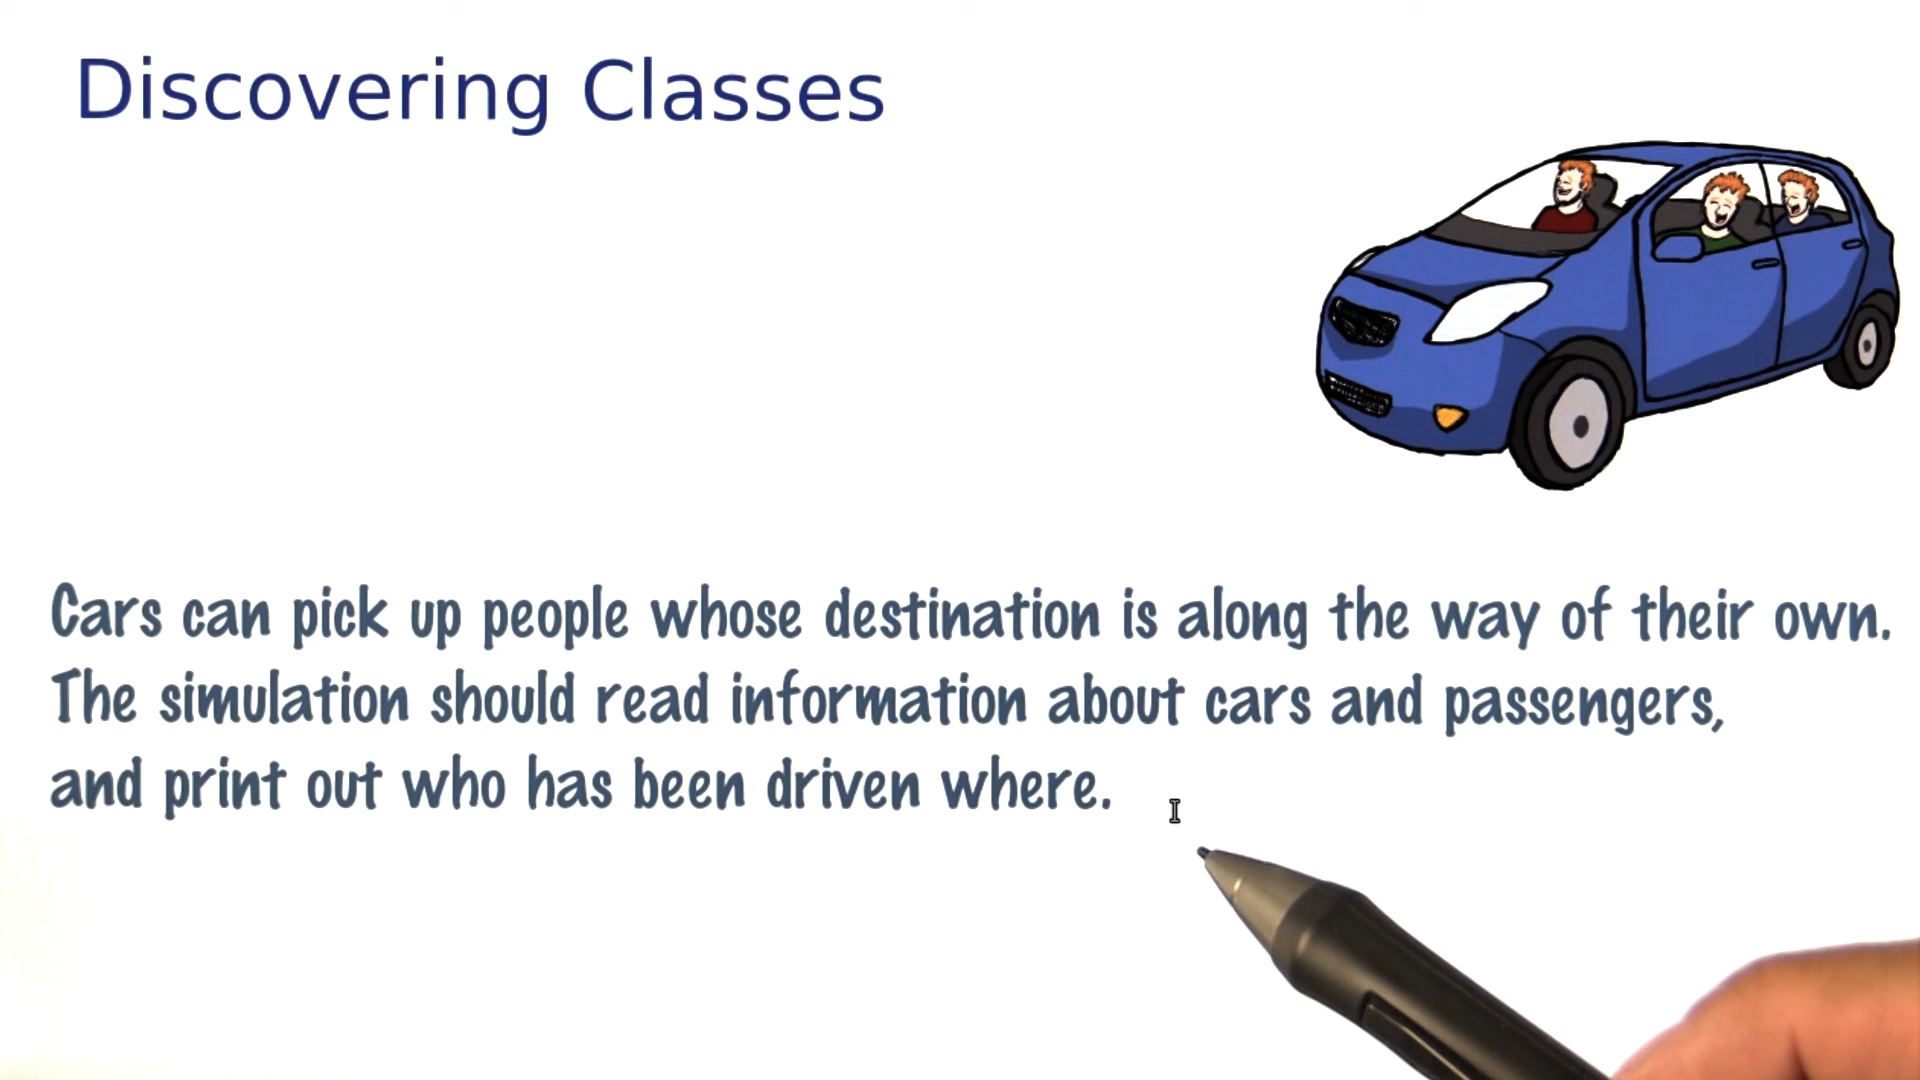 Discovering Classes
Cars can pick up people whose destination is along the way of their own.
The simulation should read information about cars and passengers,
and print out who has been driven where.